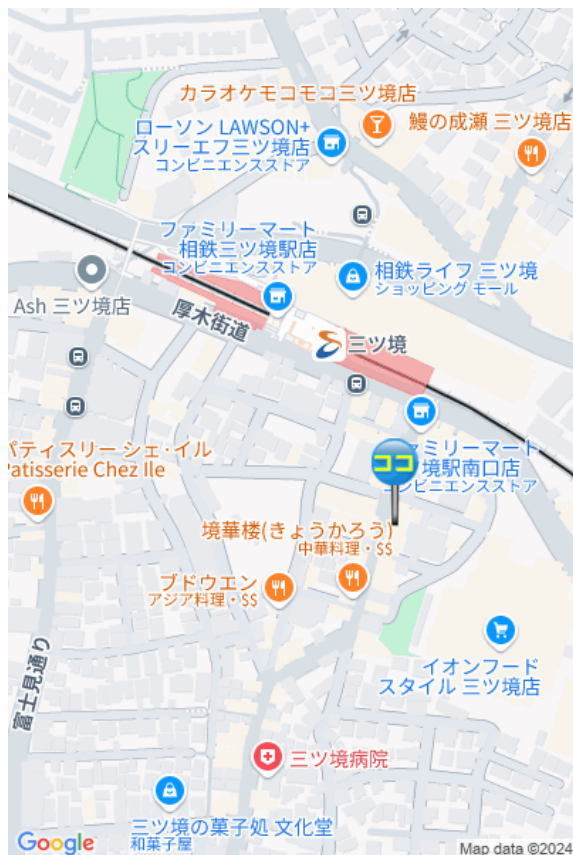 カラオケモコモコ三ツ境店
ローソン LAWSON+
スリーエフ三ツ境店
コンビニエンスストア
鰻の成瀬 三ツ境店
ファミリーマート
相鉄三ツ境駅店
コンビニエンスストア
相鉄ライフ 三ツ境
ショッピング モール
Ash 三ツ境店
厚木街道
三ツ境
パティスリー シェ・イル
Patisserie Chez Ile
ココ
ァミリーマート
境駅南口店
コンビニエンスストア
境華楼(きょうかろう)
中華料理・$$
ブドウエン
アジア料理・$$
イオンフード
スタイル 三ツ境店
富士見通り
三ツ境病院
三ツ境の菓子処 文化堂
和菓子屋
Google
Map data ©2024